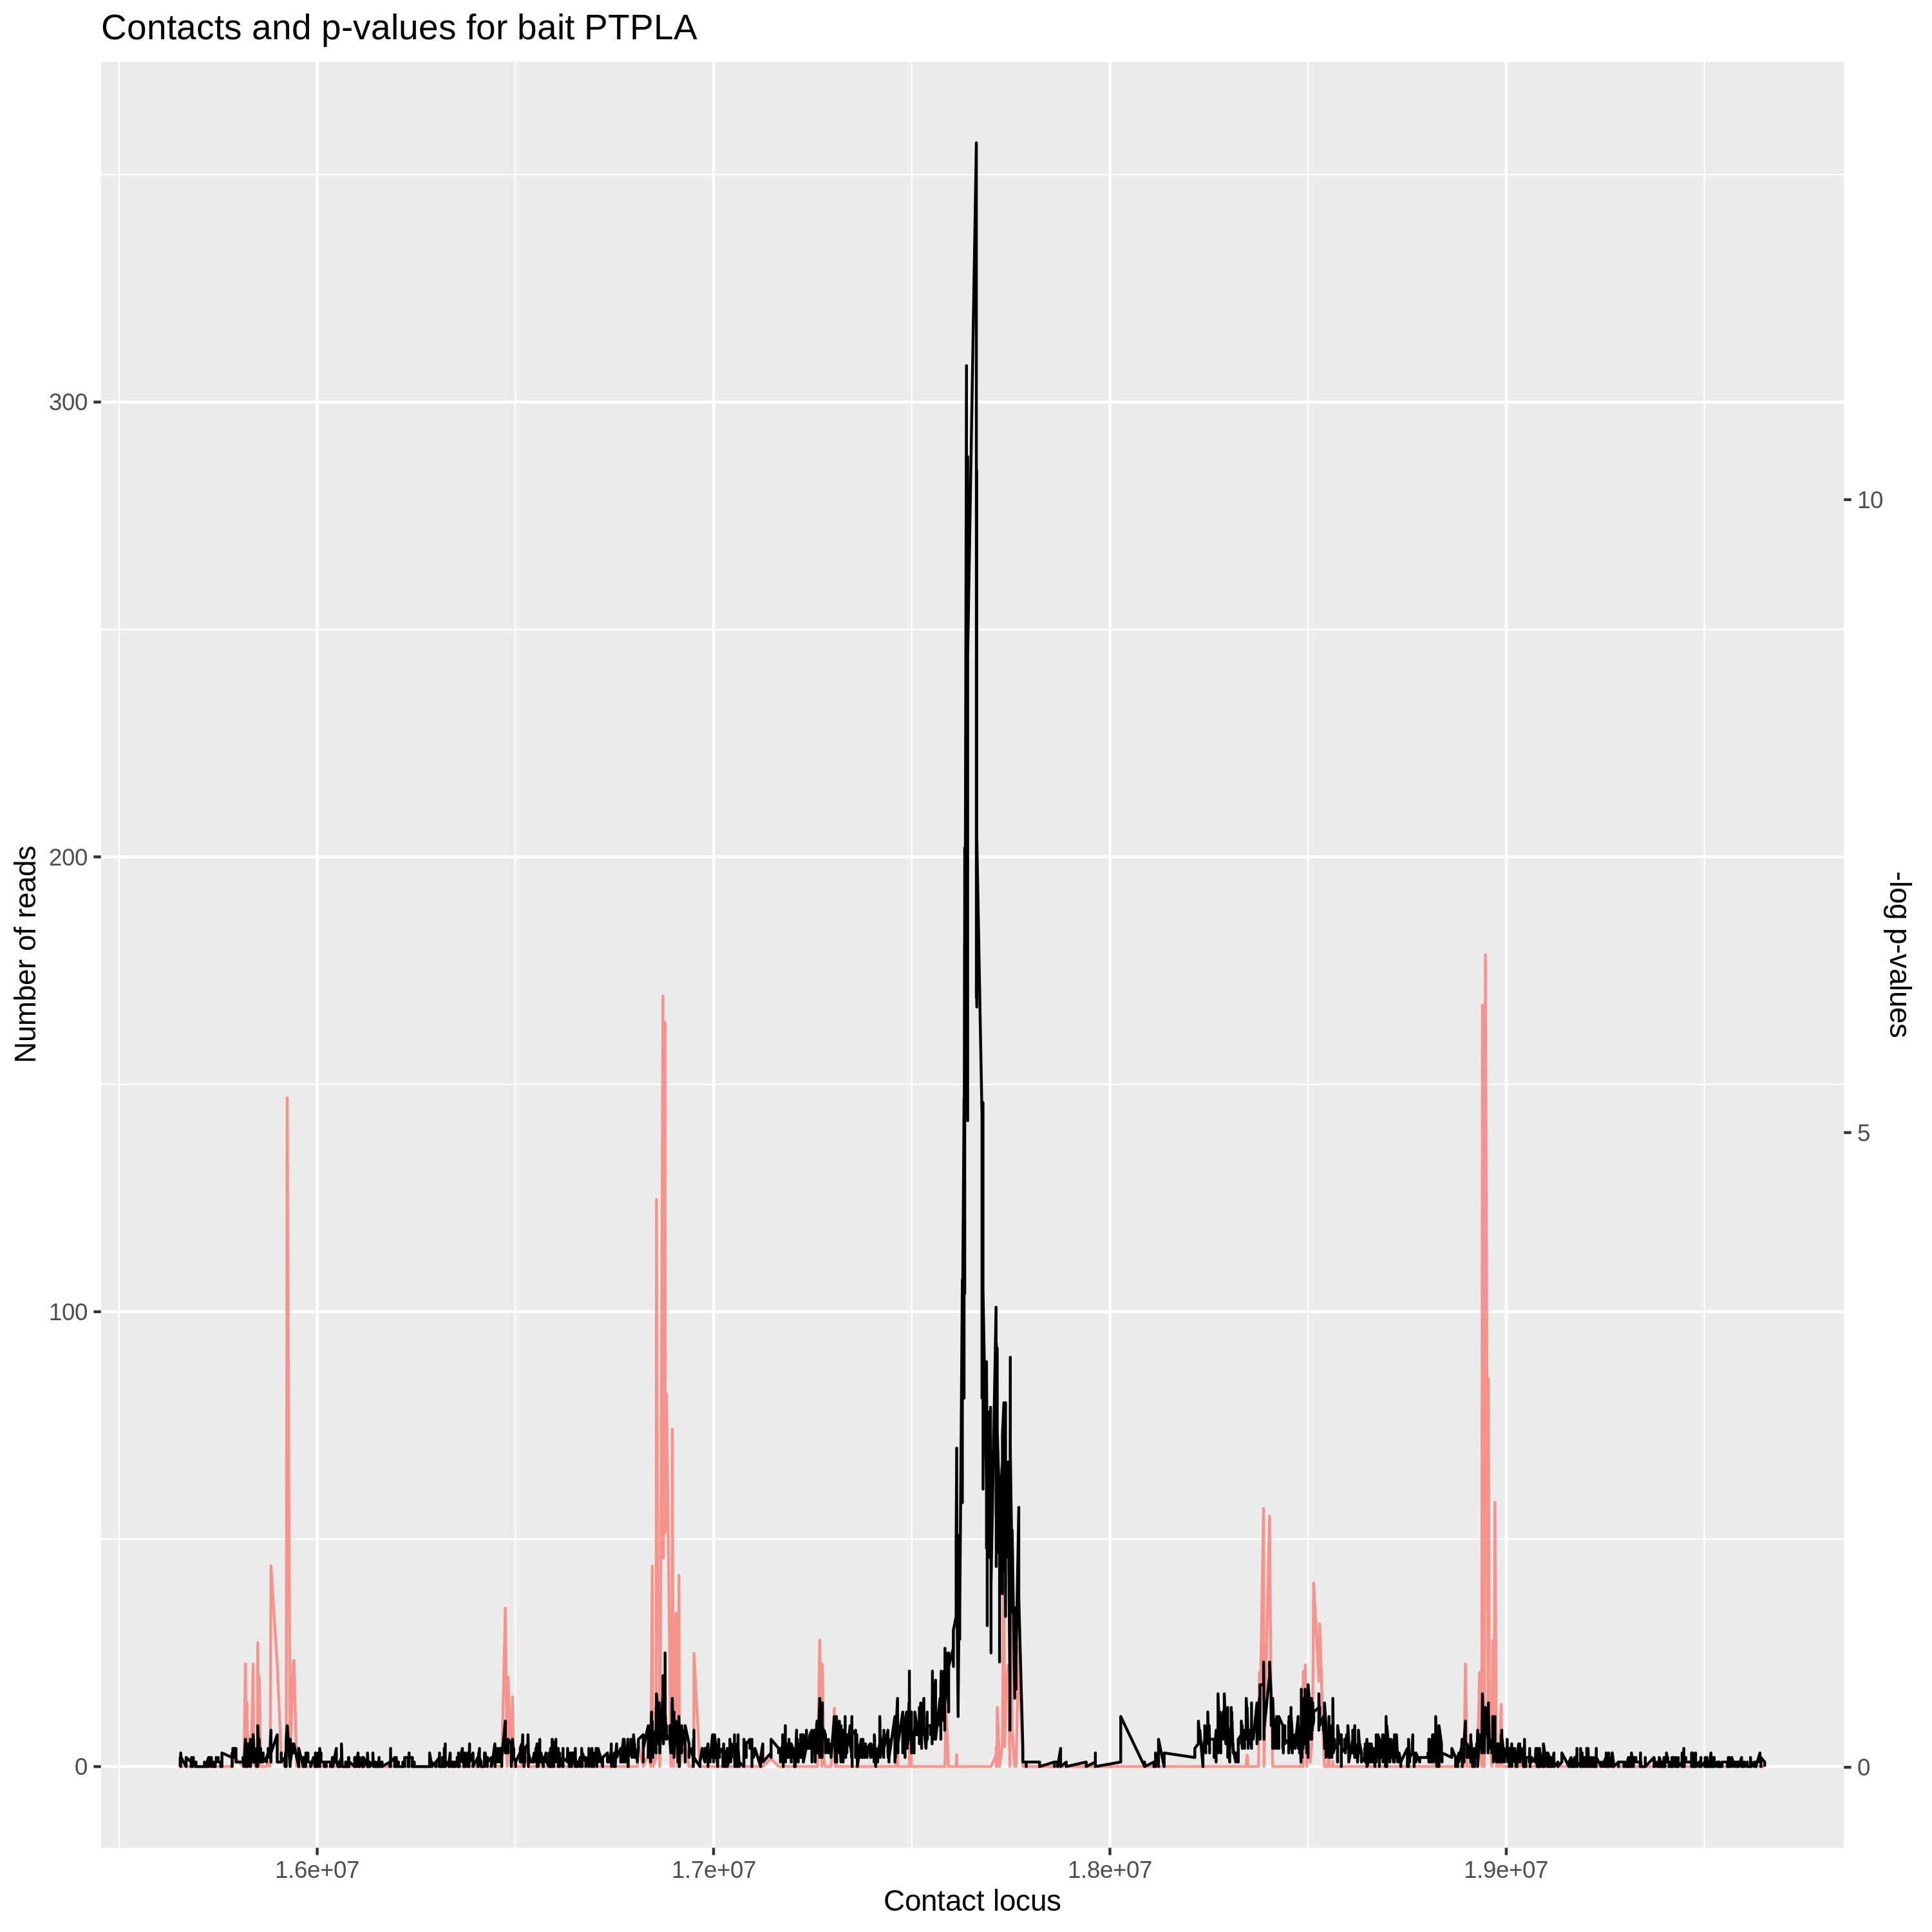 Contacts and p-values for bait PTPLA
300
200
100
0
Number of reads
10
5
0
-log p-values
1.6e+07 1.7e+07 1.8e+07 1.9e+07
Contact locus